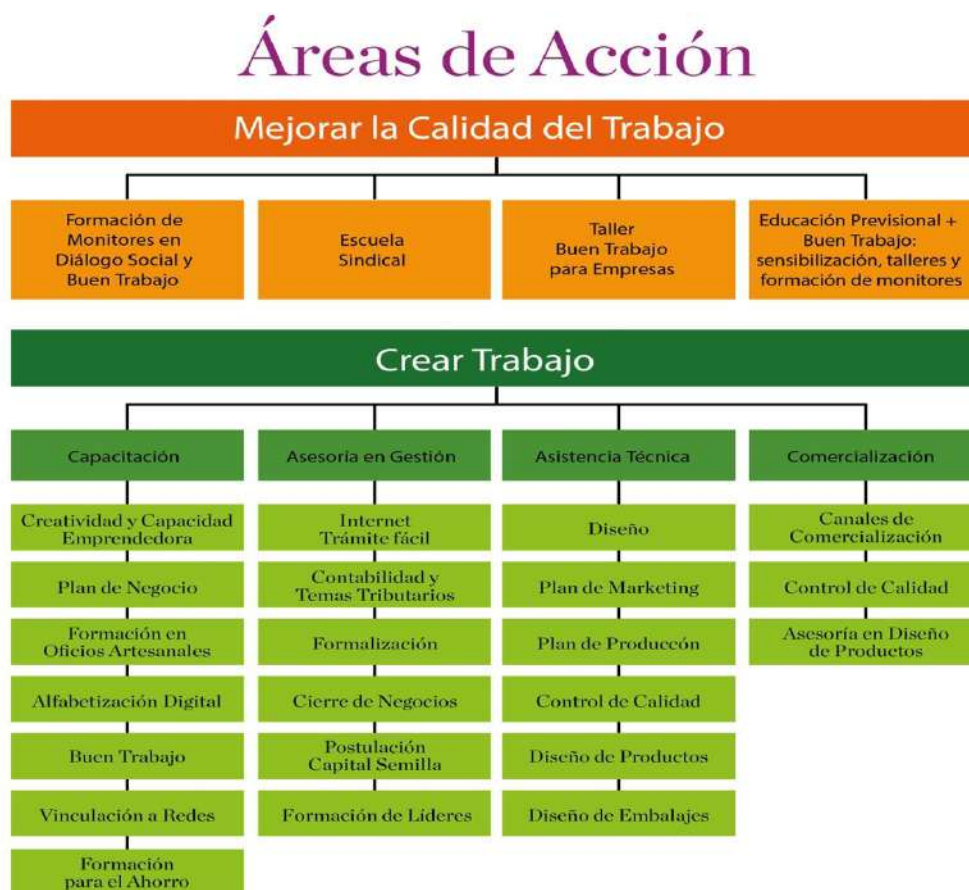 Áreas de Acción
Mejorar la Calidad del Trabajo
Formación de
Monitores en
Diálogo Social y
Buen Trabajo
Escuela
Sindical
Taller
Buen Trabajo
para Empresas
Educación Previsional +
Buen Trabajo:
sensibilización, talleres y
formación de monitores
Crear Trabajo
Capacitación
Creatividad y Capacidad
Emprendedora
Plan de Negocio
Formación en
Oficios Artesanales
Alfabetización Digital
Buen Trabajo
Vinculación a Redes
Formación
para el Ahorro
Asesoría en Gestión
Internet
Trámite fácil
Contabilidad y
Temas Tributarios
Formalización
Cierre de Negocios
Postulación
Capital Semilla
Formación de Líderes
Asistencia Técnica
Diseño
Plan de Marketing
Plan de Produccón
Control de Calidad
Diseño de Productos
Diseño de Embalajes
Comercialización
Canales de
Comercialización
Control de Calidad
Asesoría en Diseño
de Productos